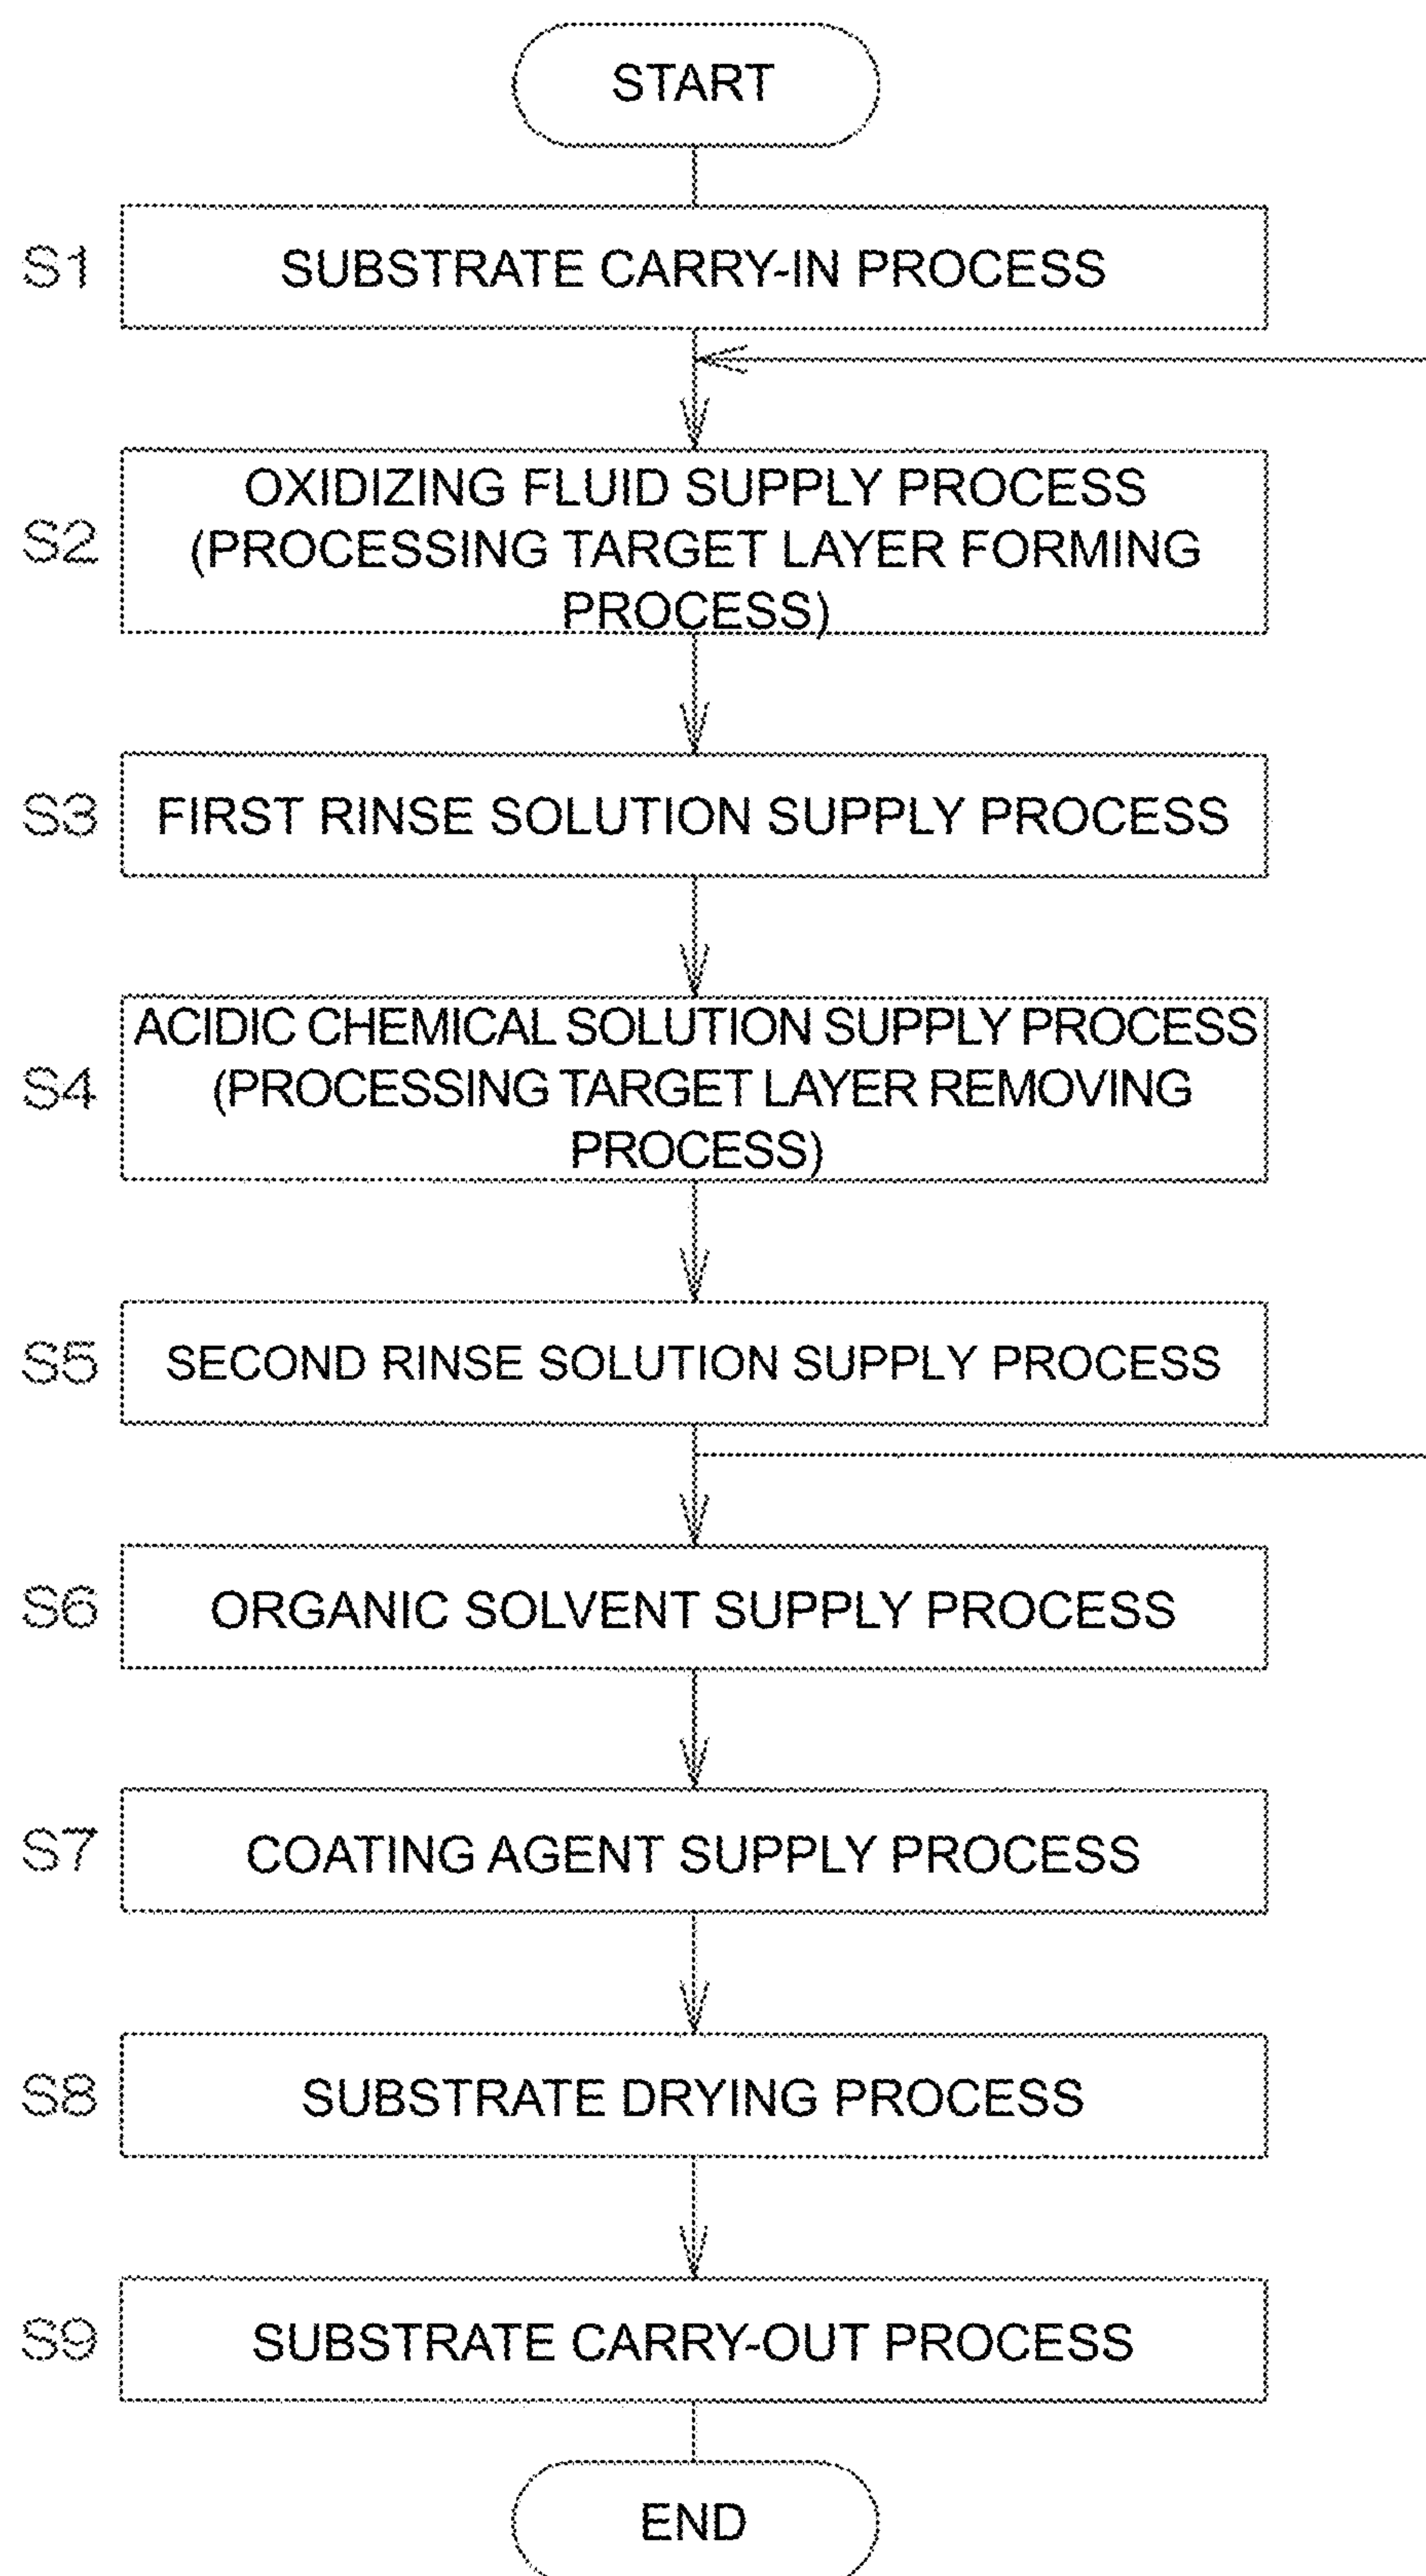 START
S1
SUBSTRATE CARRY-IN PROCESS
S2
OXIDIZING FLUID SUPPLY PROCESS
(PROCESSING TARGET LAYER FORMING
PROCESS)
S3
FIRST RINSE SOLUTION SUPPLY PROCESS
S4
ACIDIC CHEMICAL SOLUTION SUPPLY PROCESS
(PROCESSING TARGET LAYER REMOVING
PROCESS)
S5
SECOND RINSE SOLUTION SUPPLY PROCESS
S6
ORGANIC SOLVENT SUPPLY PROCESS
S7
COATING AGENT SUPPLY PROCESS
S8
SUBSTRATE DRYING PROCESS
S9
SUBSTRATE CARRY-OUT PROCESS
END